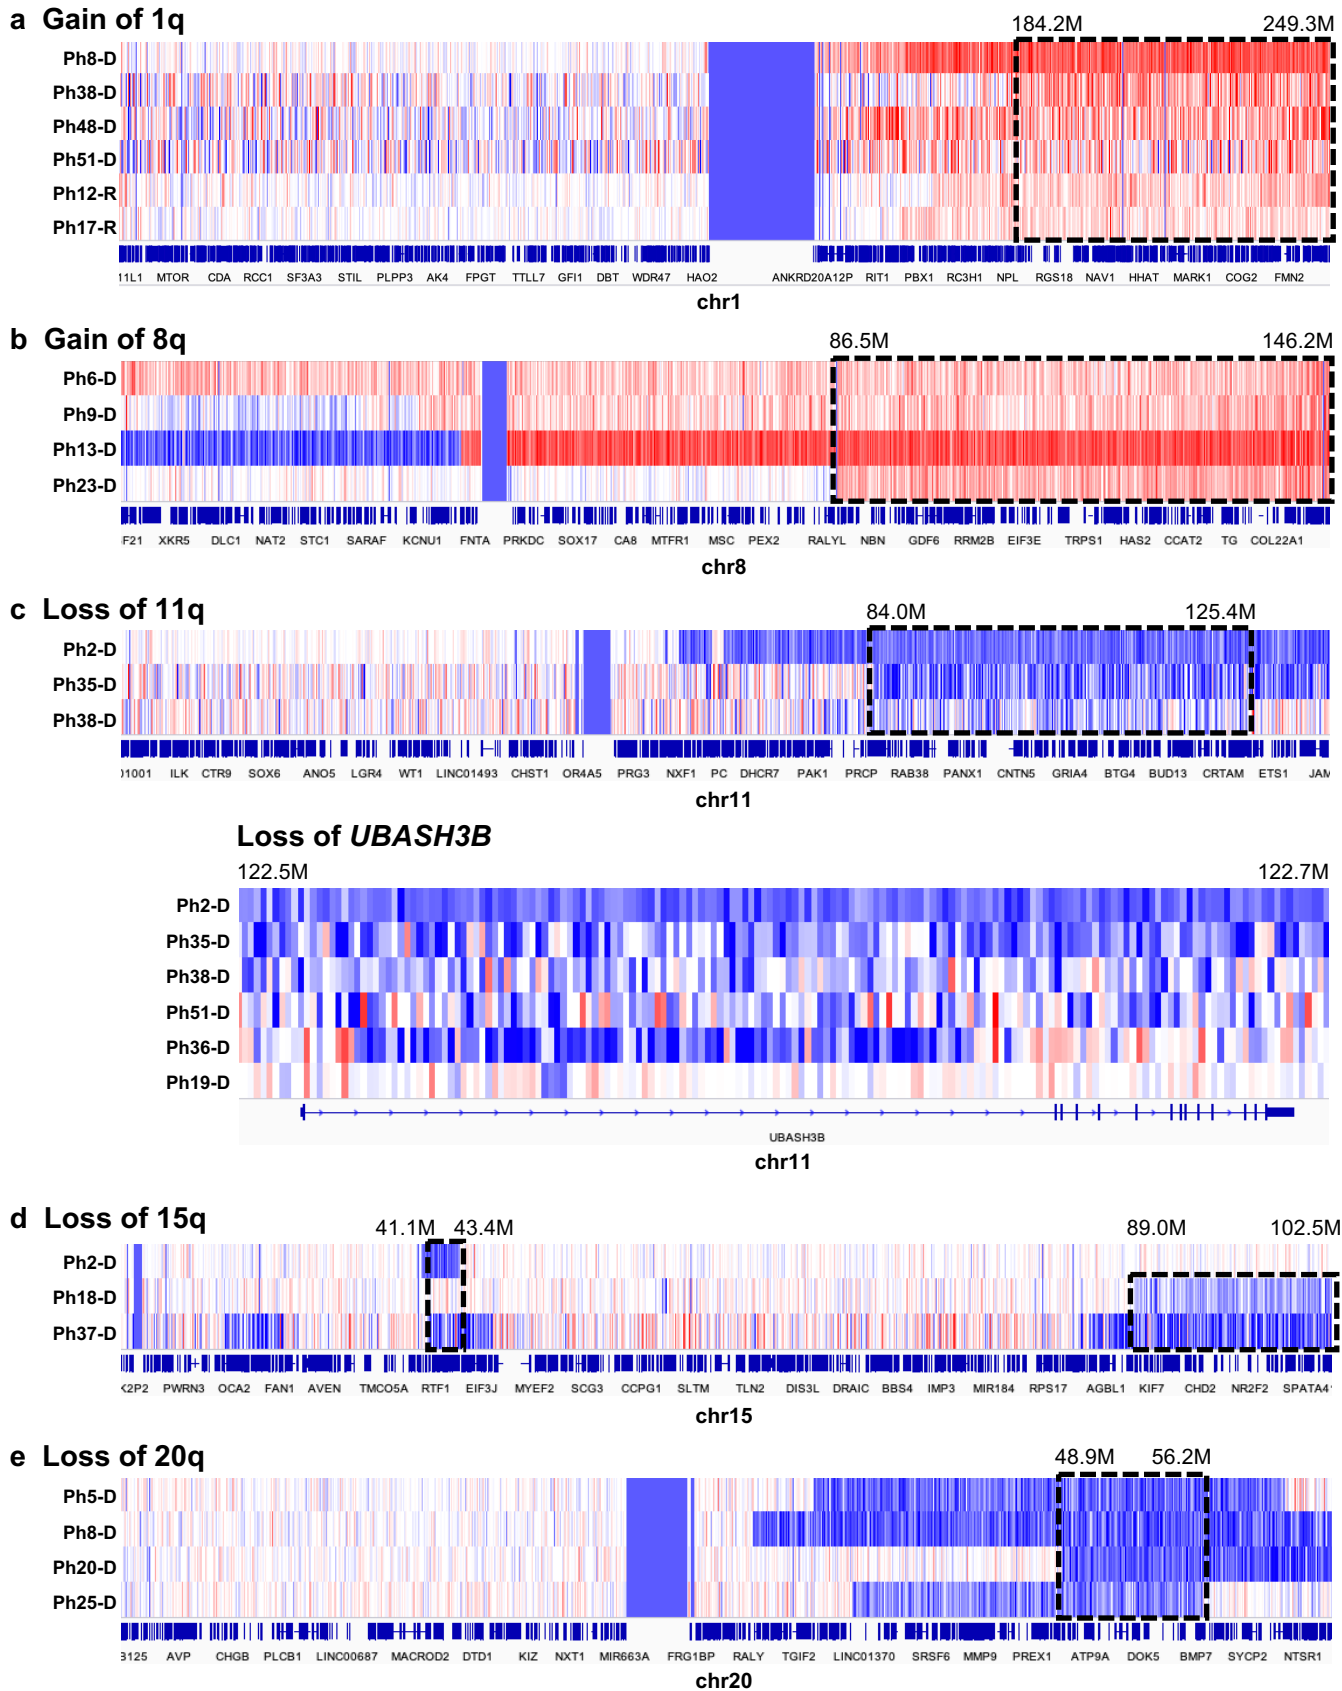 a Gain of 1q
184.2M 249.3M
Ph8-D
Ph38-D
Ph48-D
Ph51-D
Ph12-R
Ph17-R
11L1 MTOR CDA RCC1 SF3A3 STIL PLPP3 AK4 FPGT TTLL7 GFI1 DBT WDR47 HAO2 ANKRD20A12P RIT1 PBX1 RC3H1 NPL RGS18 NAV1 HHAT MARK1 COG2 FMN2
chr1
b Gain of 8q
86.5M 146.2M
Ph6-D
Ph9-D
Ph13-D
Ph23-D
F21 XKR5 DLC1 NAT2 STC1 SARAF KCNU1 FNTA PRKDC SOX17 CA8 MTFR1 MSC PEX2 RALYL NBN GDF6 RRM2B EIF3E TRPS1 HAS2 CCAT2 TG COL22A1
chr8
c Loss of 11q
84.0M 125.4M
Ph2-D
Ph35-D
Ph38-D
01001 ILK CTR9 SOX6 ANO5 LGR4 WT1 LINC01493 CHST1 OR4A5 PRG3 NXF1 PC DHCR7 PAK1 PRCP RAB38 PANX1 CNTN5 GRIA4 BTG4 BUD13 CRTAM ETS1 JAM
chr11
Loss of UBASH3B
122.5M 122.7M
Ph2-D
Ph35-D
Ph38-D
Ph51-D
Ph36-D
Ph19-D
UBASH3B
chr11
d Loss of 15q
41.1M 43.4M 89.0M 102.5M
Ph2-D
Ph18-D
Ph37-D
K2P2 PWRN3 OCA2 FAN1 AVEN TMCO5A RTF1 EIF3J MYEF2 SCG3 CCPG1 SLTM TLN2 DIS3L DRAIC BBS4 IMP3 MIR184 RPS17 AGBL1 KIF7 CHD2 NR2F2 SPATA4
chr15
e Loss of 20q
48.9M 56.2M
Ph5-D
Ph8-D
Ph20-D
Ph25-D
B125 AVP CHGB PLCB1 LINC00687 MACROD2 DTD1 KIZ NXT1 MIR663A FRG1BP RALY TGIF2 LINC01370 SRSF6 MMP9 PREX1 ATP9A DOK5 BMP7 SYCP2 NTSR1
chr20